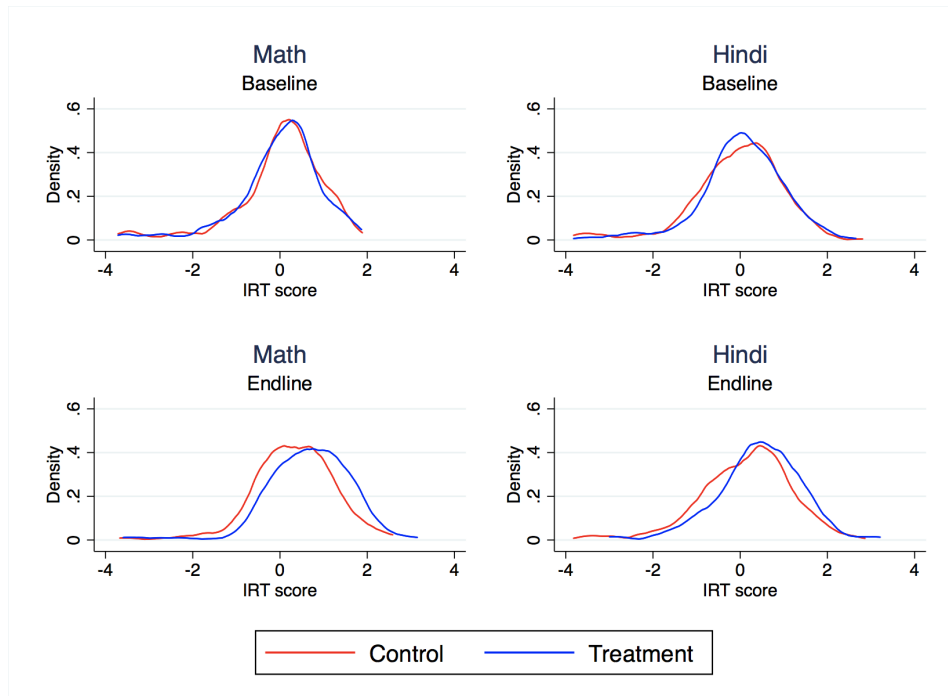 Math
Baseline
Density
0
.2
.4
.6
-4
-2
0
2
4
IRT score
Hindi
Baseline
Density
0
.2
.4
.6
-4
-2
0
2
4
IRT score
Math
Endline
Density
0
.2
.4
.6
-4
-2
0
2
4
IRT score
Hindi
Endline
Density
0
.2
.4
.6
-4
-2
0
2
4
IRT score
Control
Treatment